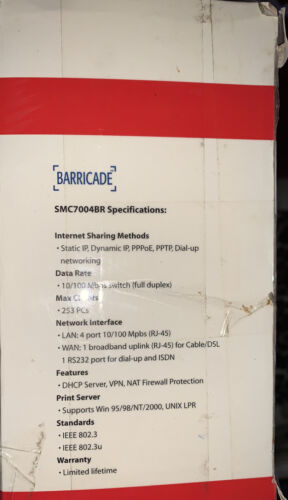 BARRICADE
SMC7004BR Specifications:
Internet Sharing Methods
• Static IP, Dynamic IP, PPPoE, PPTP, Dial-up
networking
Data Rate
• 10/100 Mbps switch (full duplex)
Max
• 253 PCs
Network Interface
• LAN: 4 port 10/100 Mbps (RJ-45)
• WAN: 1 broadband uplink (RJ-45) for Cable/DSL
1 RS232 port for dial-up and ISDN
Features
• DHCP Server, VPN, NAT Firewall Protection
Print Server
• Supports Win 95/98/NT/2000, UNIX LPR
Standards
• IEEE 802.3
• IEEE 802.3u
Warranty
• Limited lifetime